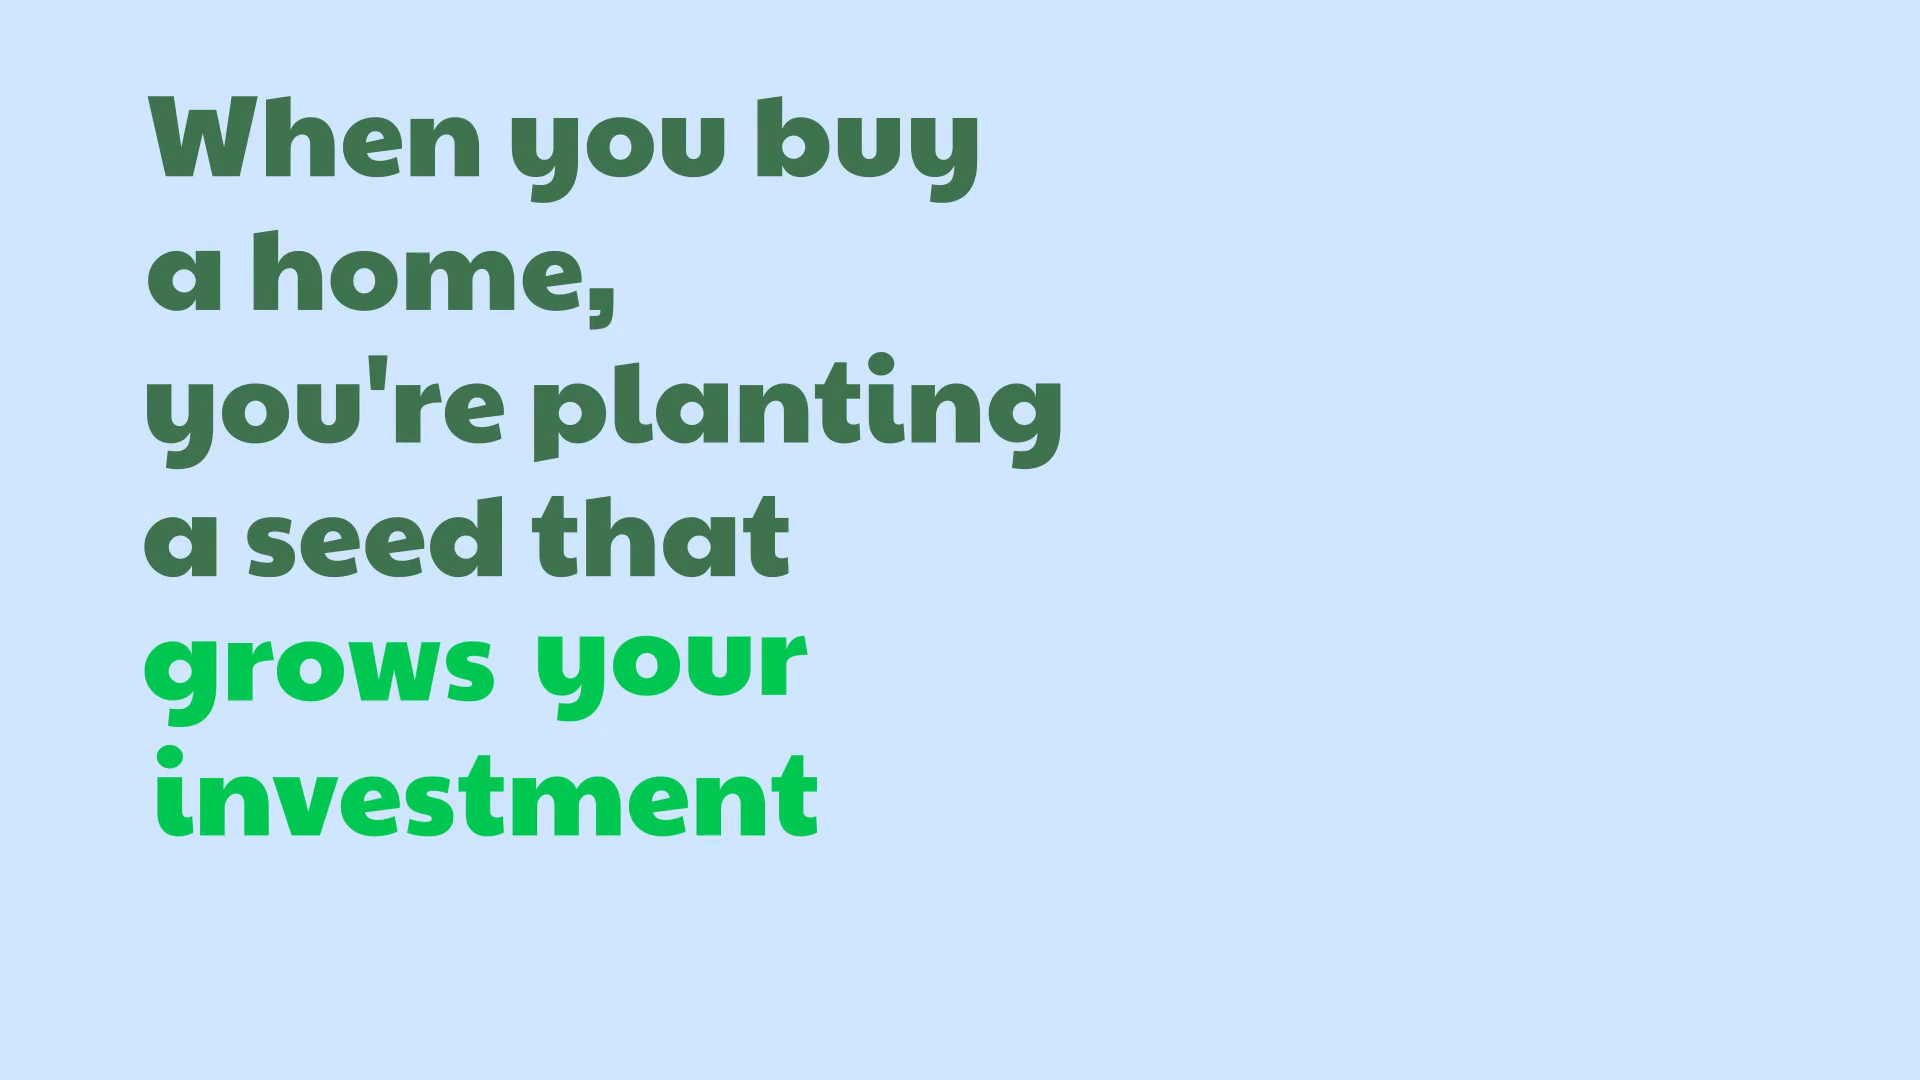 When you buy
a home,
you're planting
a seed that
grows your
investment